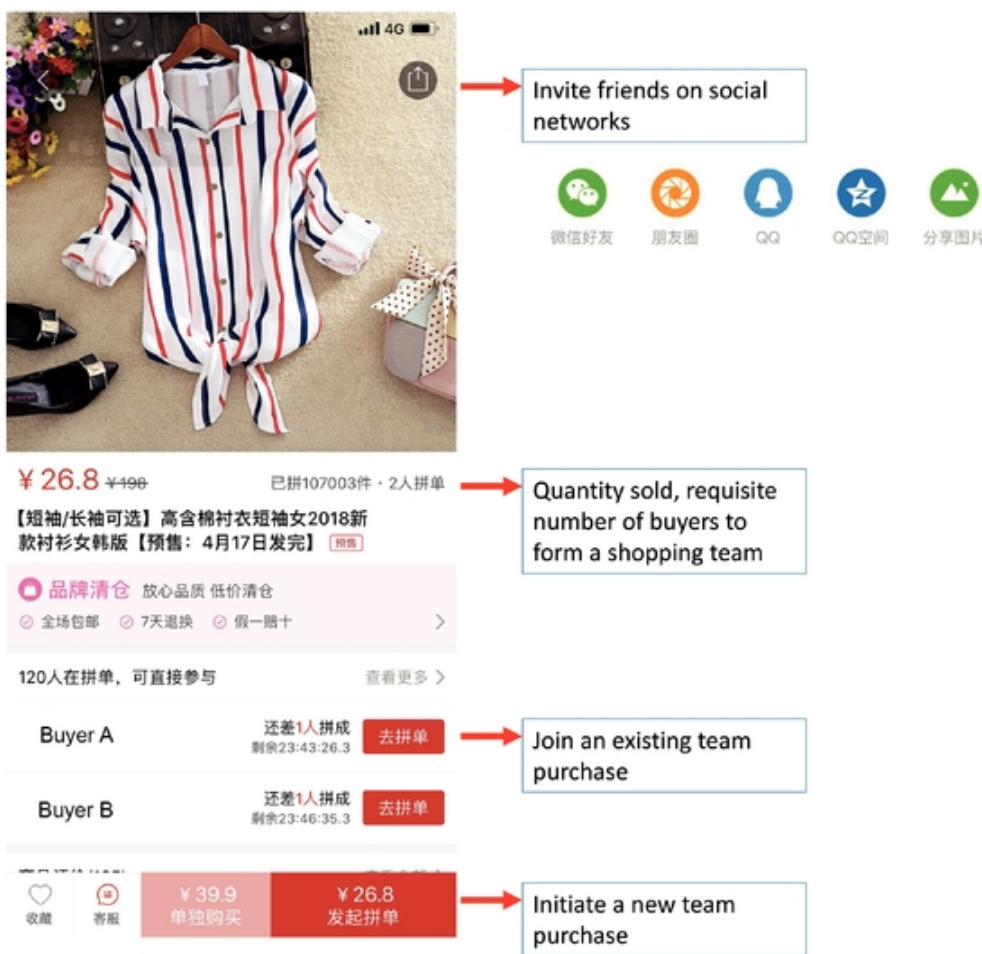 4G
Invite friends on social
networks
微信好友
朋友圈
QQ
QQ空间
分享图片
¥26.8 ¥198
已拼107003件 · 2人拼单
Quantity sold, requisite
number of buyers to
form a shopping team
【短袖/长袖可选】高含棉衬衣短袖女2018新
款衬衫女韩版【预售：4月17日发完】 预售
品牌清仓 放心品质 低价清仓
全场包邮 7天退换 假一赔十
120人在拼单，可直接参与
查看更多
Buyer A
还差1人拼成
剩余23:43:26.3
去拼单
Join an existing team
purchase
Buyer B
还差1人拼成
剩余23:46:35.3
去拼单
收藏
客服
¥39.9
单独购买
¥26.8
发起拼单
Initiate a new team
purchase